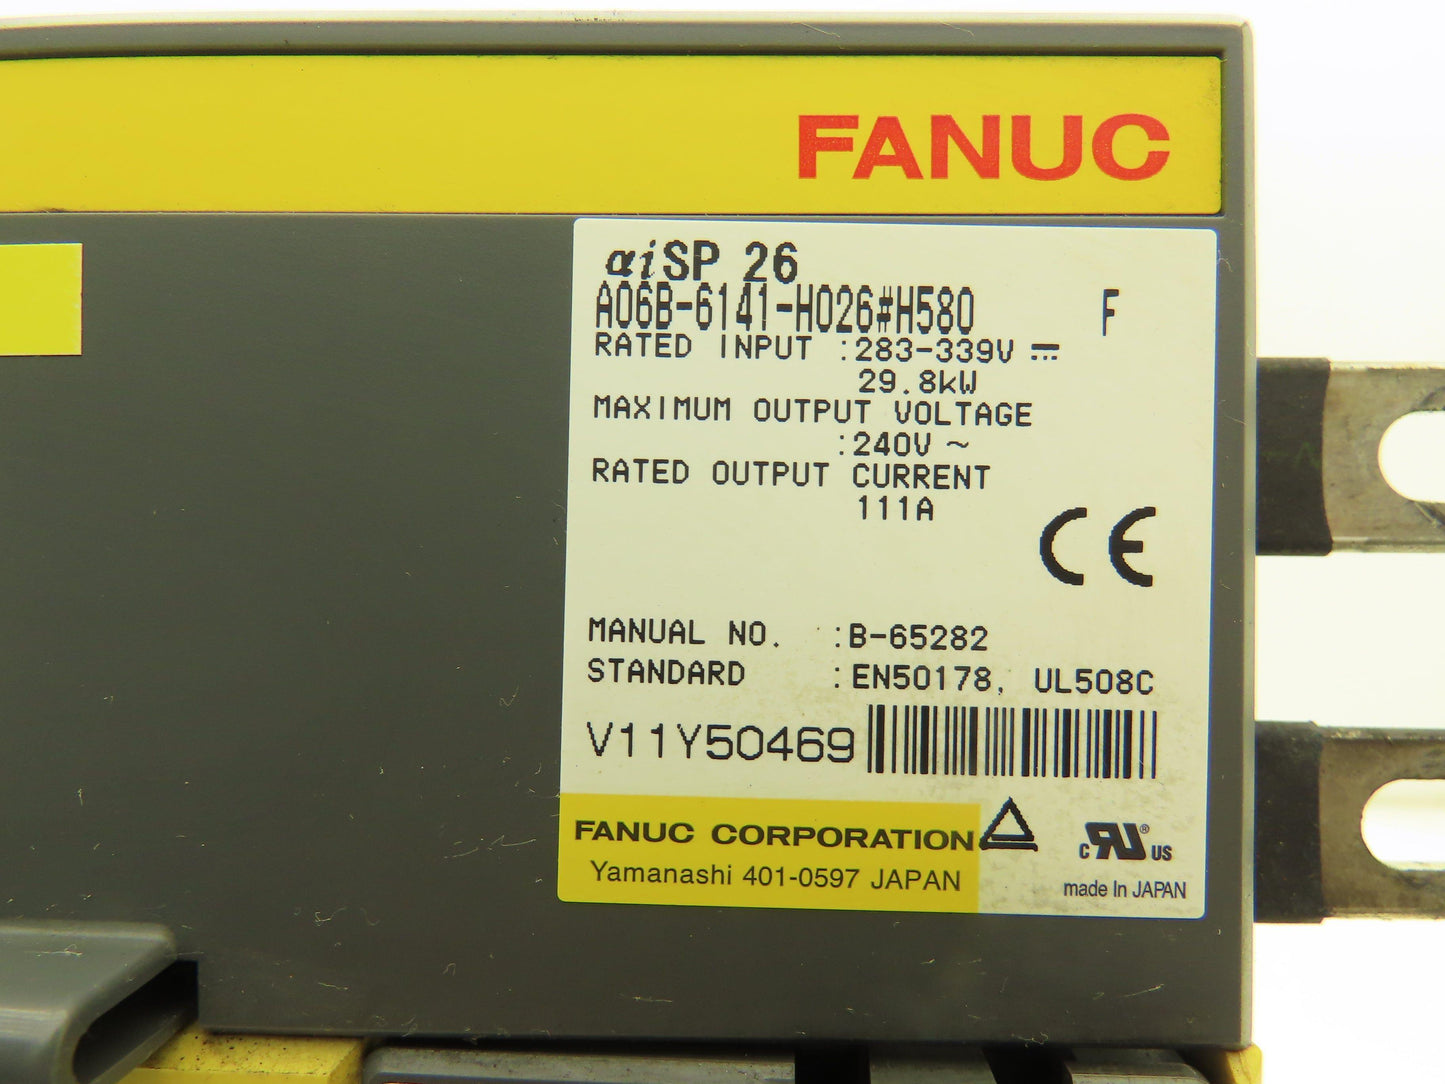 FANUC
αiSP 26
A06B-6141-H026#H580 F
RATED INPUT :283-339V ⎓
29.8kW
MAXIMUM OUTPUT VOLTAGE
:240V ~
RATED OUTPUT CURRENT
111A
CE
MANUAL NO. :B-65282
STANDARD :EN50178, UL508C
V11Y50469
FANUC CORPORATION
Yamanashi 401-0597 JAPAN
c RU ® US
made In JAPAN